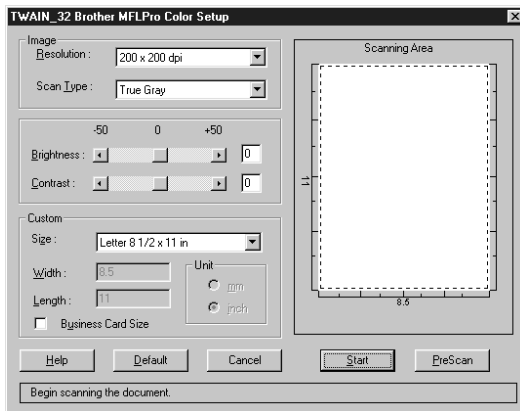 TWAIN_32 Brother MFLPro Color Setup
Image
Resolution : 200 x 200 dpi
Scan Type : True Gray
-50 0 +50
Brightness : 0
Contrast : 0
Custom
Size : Letter 8 1/2 x 11 in
Width : 8.5
Length : 11
Unit
mm
inch
Business Card Size
Scanning Area
11
8.5
Help Default Cancel Start PreScan
Begin scanning the document.